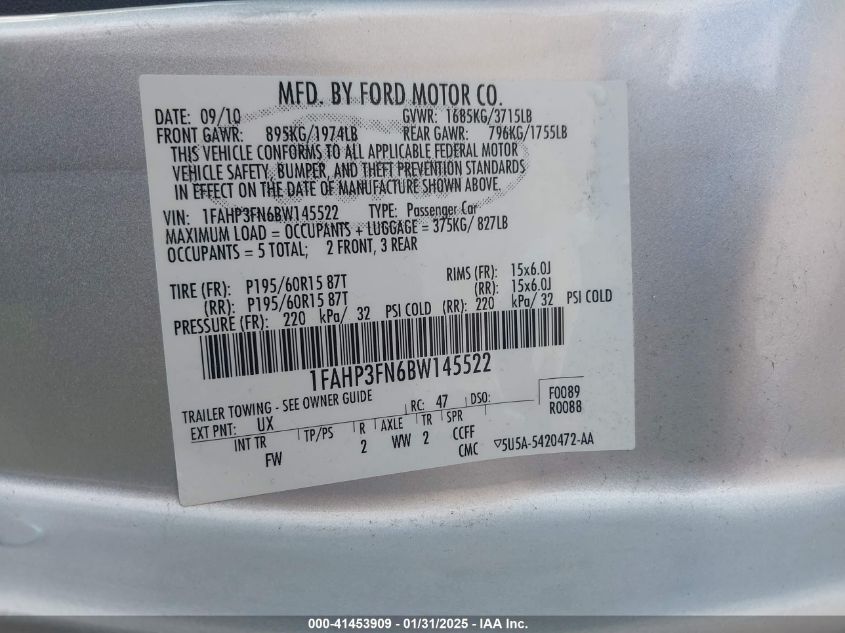 MFD. BY FORD MOTOR CO.
DATE: 09/10 GVWR: 1685KG/3715LB
FRONT GAWR: 895KG/1974LB REAR GAWR: 796KG/1755LB
THIS VEHICLE CONFORMS TO ALL APPLICABLE FEDERAL MOTOR
VEHICLE SAFETY, BUMPER, AND THEFT PREVENTION STANDARDS
IN EFFECT ON THE DATE OF MANUFACTURE SHOWN ABOVE.
VIN: 1FAHP3FN6BW145522 TYPE: Passenger Car
MAXIMUM LOAD = OCCUPANTS + LUGGAGE = 375KG/ 827LB
OCCUPANTS = 5 TOTAL; 2 FRONT, 3 REAR
TIRE (FR): P195/60R15 87T RIMS (FR): 15x6.0J
(RR): P195/60R15 87T (RR): 15x6.0J
PRESSURE (FR): 220 kPa/ 32 PSI COLD (RR): 220 kPa/ 32 PSI COLD
1FAHP3FN6BW145522
TRAILER TOWING - SEE OWNER GUIDE RC: 47 DSO: F0089
EXT PNT: UX R0088
INT TR TP/PS R AXLE TR SPR
FW 2 WW 2 CCFF
CMC ▽5U5A-5420472-AA
000-41453909 - 01/31/2025 - IAA Inc.